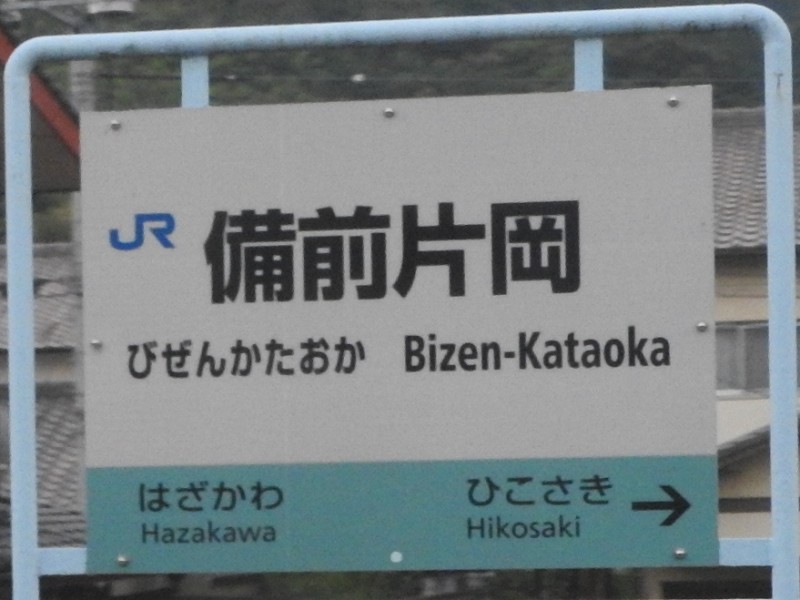 JR 備前片岡
びぜんかたおか Bizen-Kataoka
はざかわ ひこさき →
Hazakawa Hikosaki